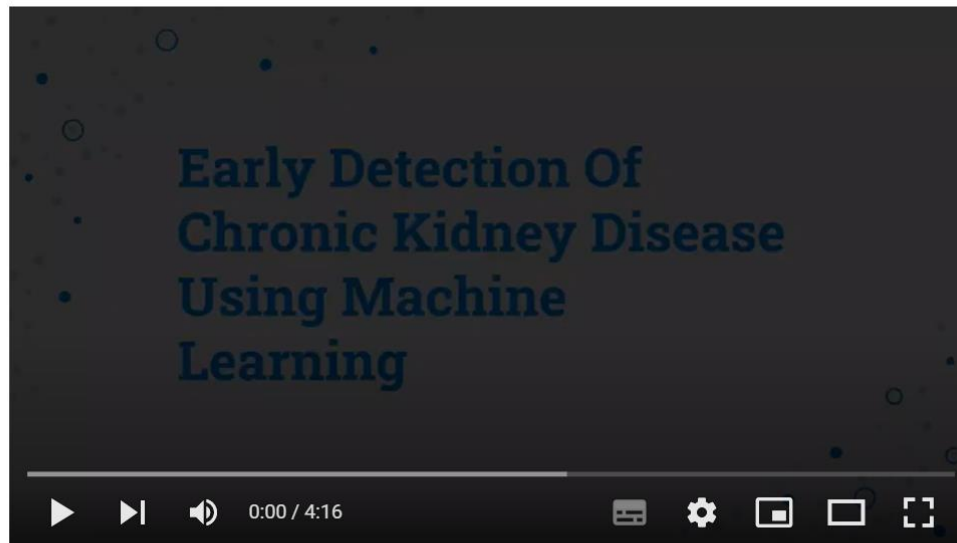 Early Detection Of
Chronic Kidney Disease
Using Machine
Learning
0:00 / 4:16